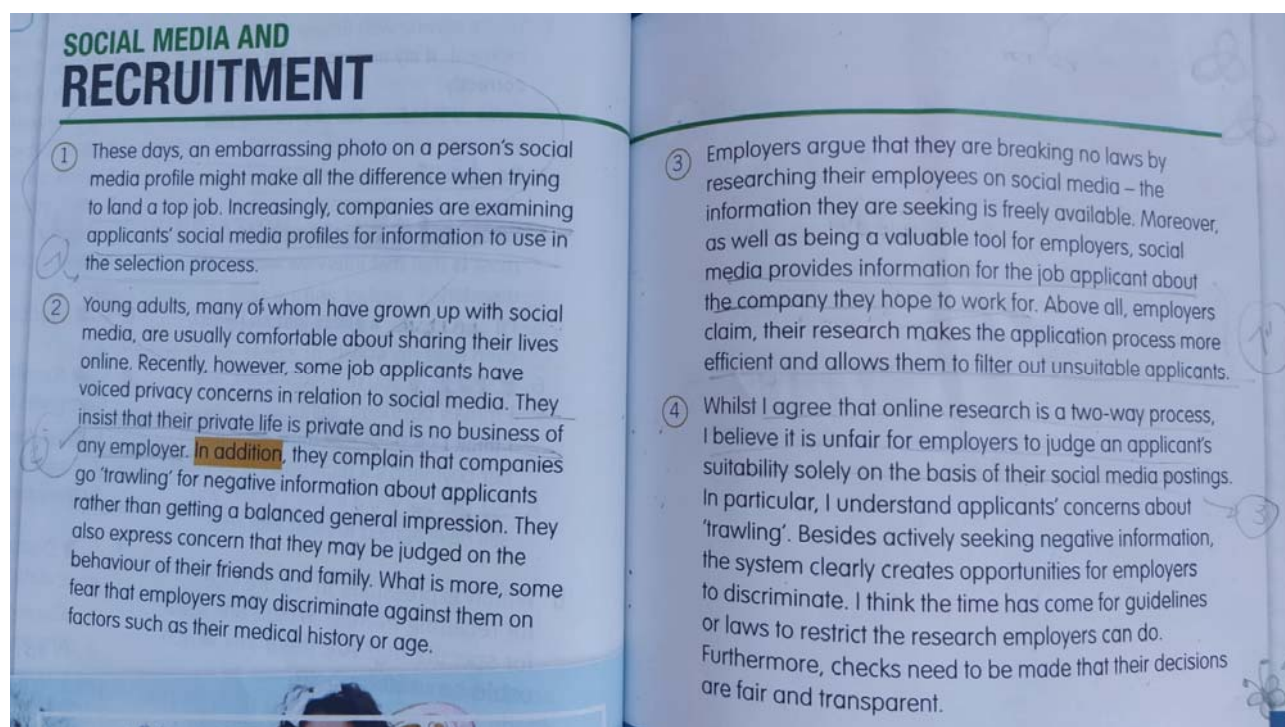 SOCIAL MEDIA AND
RECRUITMENT
1 These days, an embarrassing photo on a person's social
media profile might make all the difference when trying
to land a top job. Increasingly, companies are examining
applicants' social media profiles for information to use in
the selection process.
2 Young adults, many of whom have grown up with social
media, are usually comfortable about sharing their lives
online. Recently, however, some job applicants have
voiced privacy concerns in relation to social media. They
insist that their private life is private and is no business of
any employer. In addition, they complain that companies
go 'trawling' for negative information about applicants
rather than getting a balanced general impression. They
also express concern that they may be judged on the
behaviour of their friends and family. What is more, some
fear that employers may discriminate against them on
factors such as their medical history or age.
3 Employers argue that they are breaking no laws by
researching their employees on social media – the
information they are seeking is freely available. Moreover,
as well as being a valuable tool for employers, social
media provides information for the job applicant about
the company they hope to work for. Above all, employers
claim, their research makes the application process more
efficient and allows them to filter out unsuitable applicants.
4 Whilst I agree that online research is a two-way process,
I believe it is unfair for employers to judge an applicant's
suitability solely on the basis of their social media postings.
In particular, I understand applicants' concerns about
'trawling'. Besides actively seeking negative information,
the system clearly creates opportunities for employers
to discriminate. I think the time has come for guidelines
or laws to restrict the research employers can do.
Furthermore, checks need to be made that their decisions
are fair and transparent.